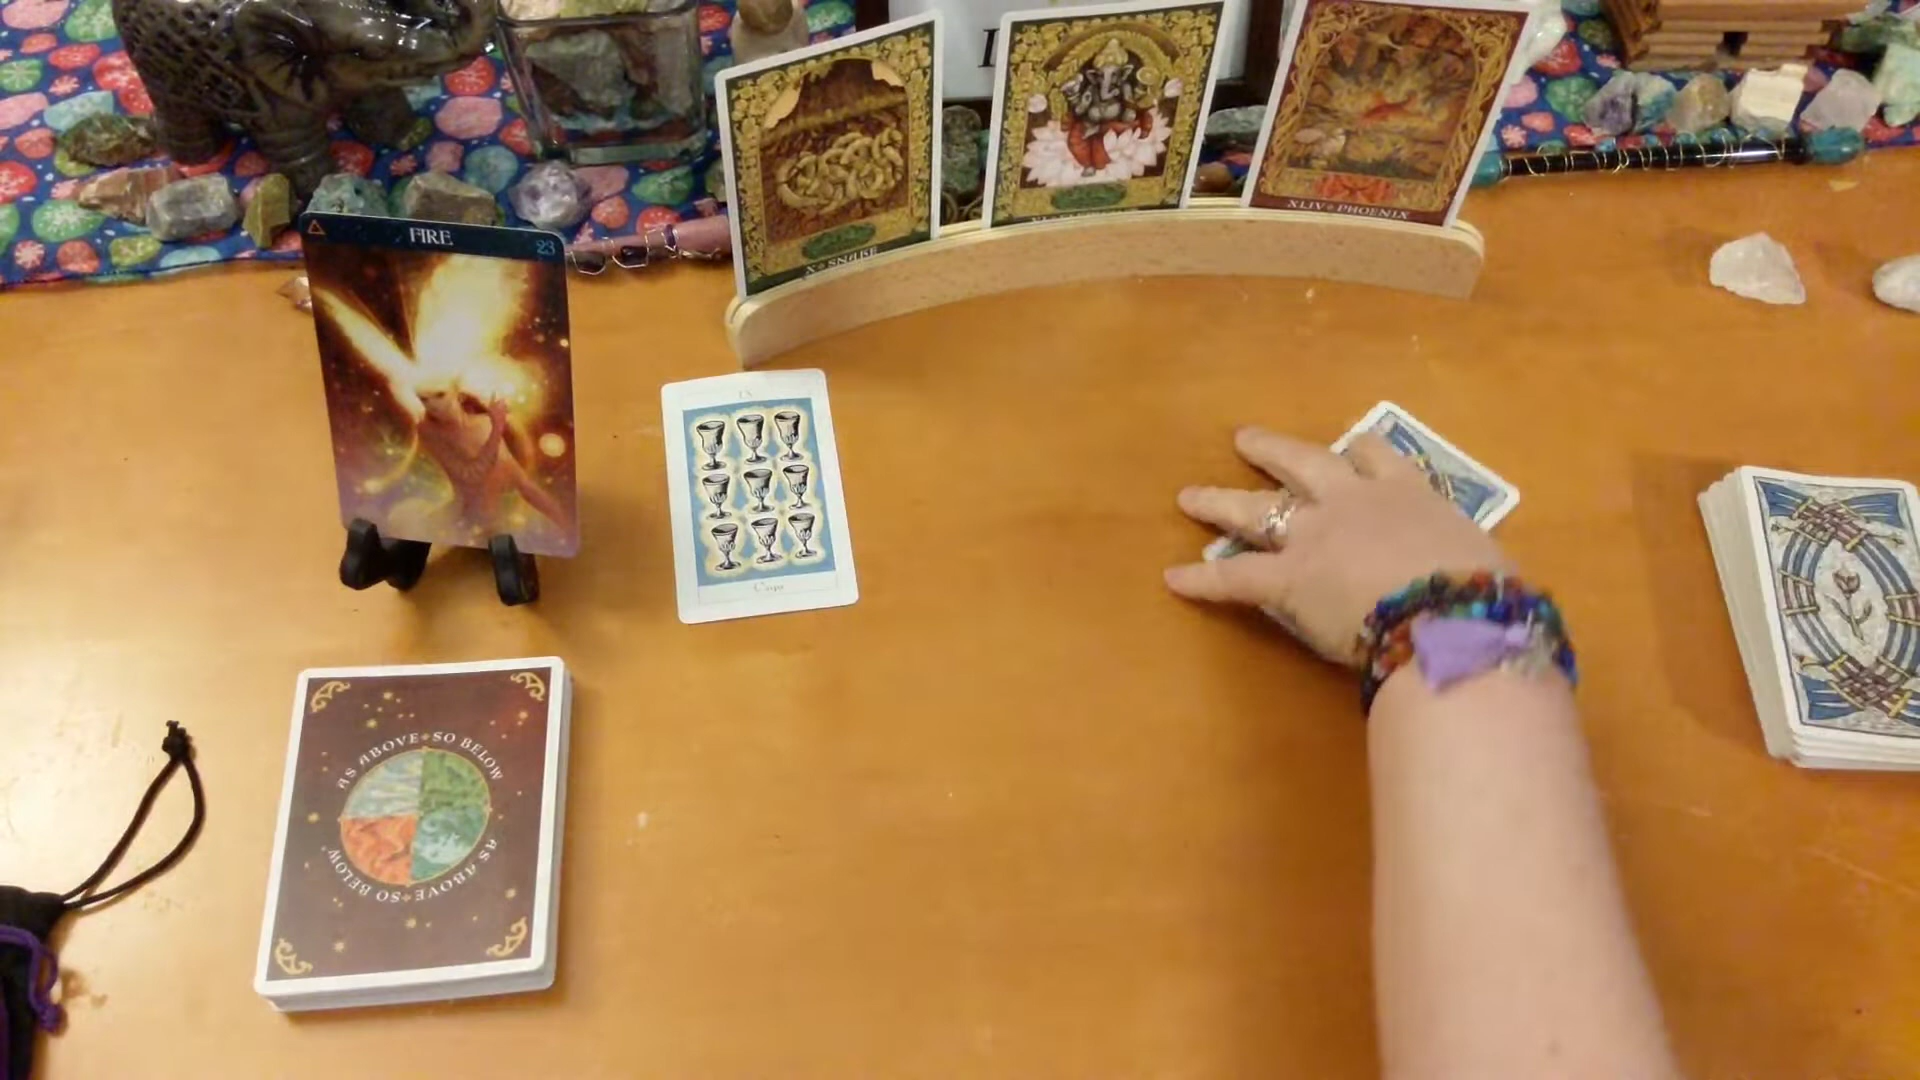 X · SNAKE
XLIV · PHOENIX
FIRE
23
IX
Cups
AS ABOVE · SO BELOW
AS ABOVE · SO BELOW